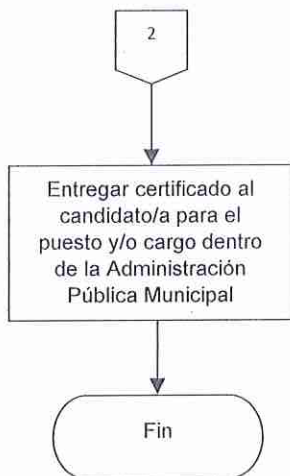 2
Entregar certificado al
candidato/a para el
puesto y/o cargo dentro
de la Administración
Pública Municipal
Fin